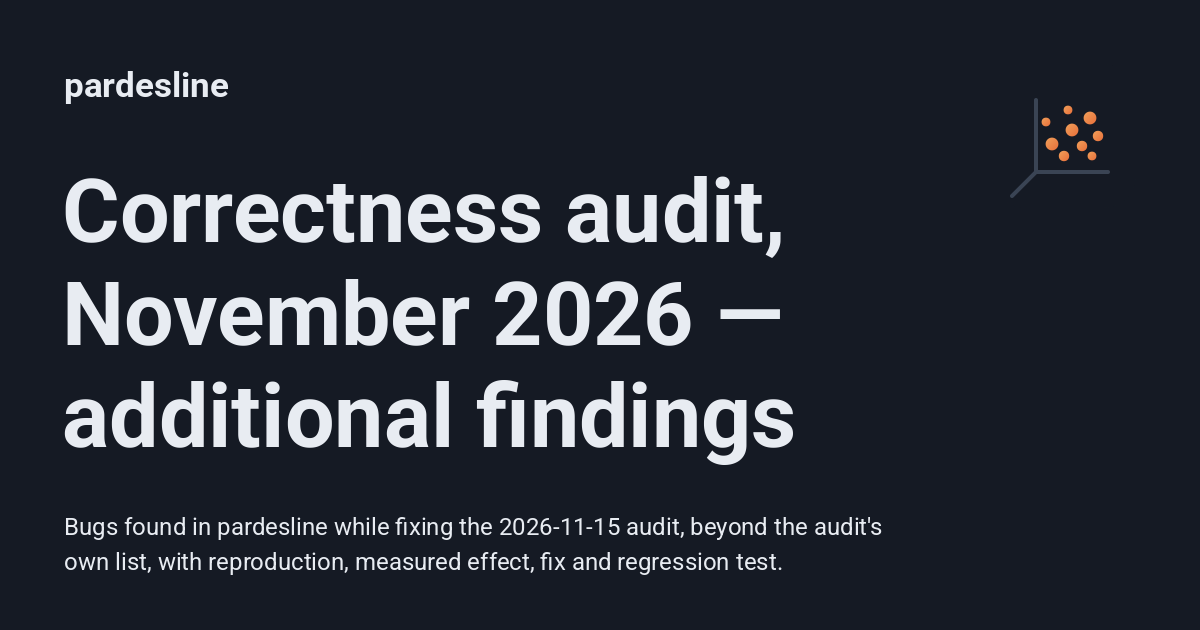 pardesline
Correctness audit,
November 2026 —
additional findings
Bugs found in pardesline while fixing the 2026-11-15 audit, beyond the audit's
own list, with reproduction, measured effect, fix and regression test.